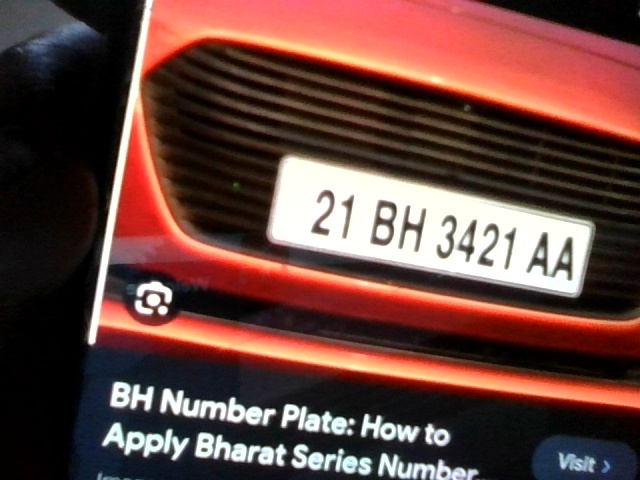 21 BH 3421 AA
BH Number Plate: How to
Apply Bharat Series Number...
Visit >